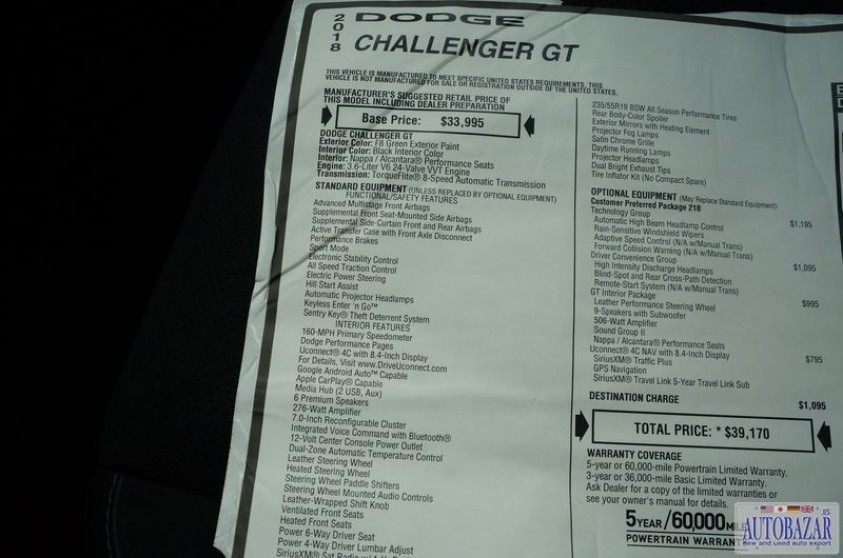 2018 DODGE
CHALLENGER GT
THIS VEHICLE IS MANUFACTURED TO MEET SPECIFIC UNITED STATES REQUIREMENTS. THIS
VEHICLE IS NOT MANUFACTURED FOR SALE OR REGISTRATION OUTSIDE OF THE UNITED STATES.
MANUFACTURER'S SUGGESTED RETAIL PRICE OF
THIS MODEL INCLUDING DEALER PREPARATION
Base Price: $33,995
DODGE CHALLENGER GT
Exterior Color: F8 Green Exterior Paint
Interior Color: Black Interior Color
Interior: Nappa / Alcantara® Performance Seats
Engine: 3.6-Liter V6 24-Valve VVT Engine
Transmission: TorqueFlite® 8-Speed Automatic Transmission
STANDARD EQUIPMENT (UNLESS REPLACED BY OPTIONAL EQUIPMENT)
FUNCTIONAL/SAFETY FEATURES
Advanced Multistage Front Airbags
Supplemental Front Seat-Mounted Side Airbags
Supplemental Side-Curtain Front and Rear Airbags
Active Transfer Case with Front Axle Disconnect
Performance Brakes
Sport Mode
Electronic Stability Control
All Speed Traction Control
Electric Power Steering
Hill Start Assist
Automatic Projector Headlamps
Keyless Enter 'n Go™
Sentry Key® Theft Deterrent System
INTERIOR FEATURES
160-MPH Primary Speedometer
Dodge Performance Pages
Uconnect® 4C with 8.4-Inch Display
For Details, Visit www.DriveUconnect.com
Google Android Auto™ Capable
Apple CarPlay® Capable
Media Hub (2 USB, Aux)
6 Premium Speakers
276-Watt Amplifier
7.0-Inch Reconfigurable Cluster
Integrated Voice Command with Bluetooth®
12-Volt Center Console Power Outlet
Dual-Zone Automatic Temperature Control
Leather Steering Wheel
Heated Steering Wheel
Steering Wheel Paddle Shifters
Steering Wheel Mounted Audio Controls
Leather-Wrapped Shift Knob
Ventilated Front Seats
Heated Front Seats
Power 6-Way Driver Seat
Power 4-Way Driver Lumbar Adjust
SiriusXM® Sat Radio
235/55R19 BSW All Season Performance Tires
Rear Body-Color Spoiler
Exterior Mirrors with Heating Element
Projector Fog Lamps
Satin Chrome Grille
Daytime Running Lamps
Projector Headlamps
Dual Bright Exhaust Tips
Tire Inflator Kit (No Compact Spare)
OPTIONAL EQUIPMENT (May Replace Standard Equipment)
Customer Preferred Package 21B
Technology Group $1,195
Automatic High Beam Headlamp Control
Rain-Sensitive Windshield Wipers
Adaptive Speed Control (N/A w/Manual Trans)
Forward Collision Warning (N/A w/Manual Trans)
Driver Convenience Group $1,095
High Intensity Discharge Headlamps
Blind-Spot and Rear Cross-Path Detection
Remote-Start System (N/A w/Manual Trans)
GT Interior Package $995
Leather Performance Steering Wheel
9-Speakers with Subwoofer
506-Watt Amplifier
Sound Group II
Nappa / Alcantara® Performance Seats
Uconnect® 4C NAV with 8.4-Inch Display $795
SiriusXM® Traffic Plus
GPS Navigation
SiriusXM® Travel Link 5-Year Travel Link Sub
DESTINATION CHARGE $1,095
TOTAL PRICE: * $39,170
WARRANTY COVERAGE
5-year or 60,000-mile Powertrain Limited Warranty.
3-year or 36,000-mile Basic Limited Warranty.
Ask Dealer for a copy of the limited warranties or
see your owner's manual for details.
5 YEAR / 60,000
POWERTRAIN
AUTOBAZAR.US
new and used auto export